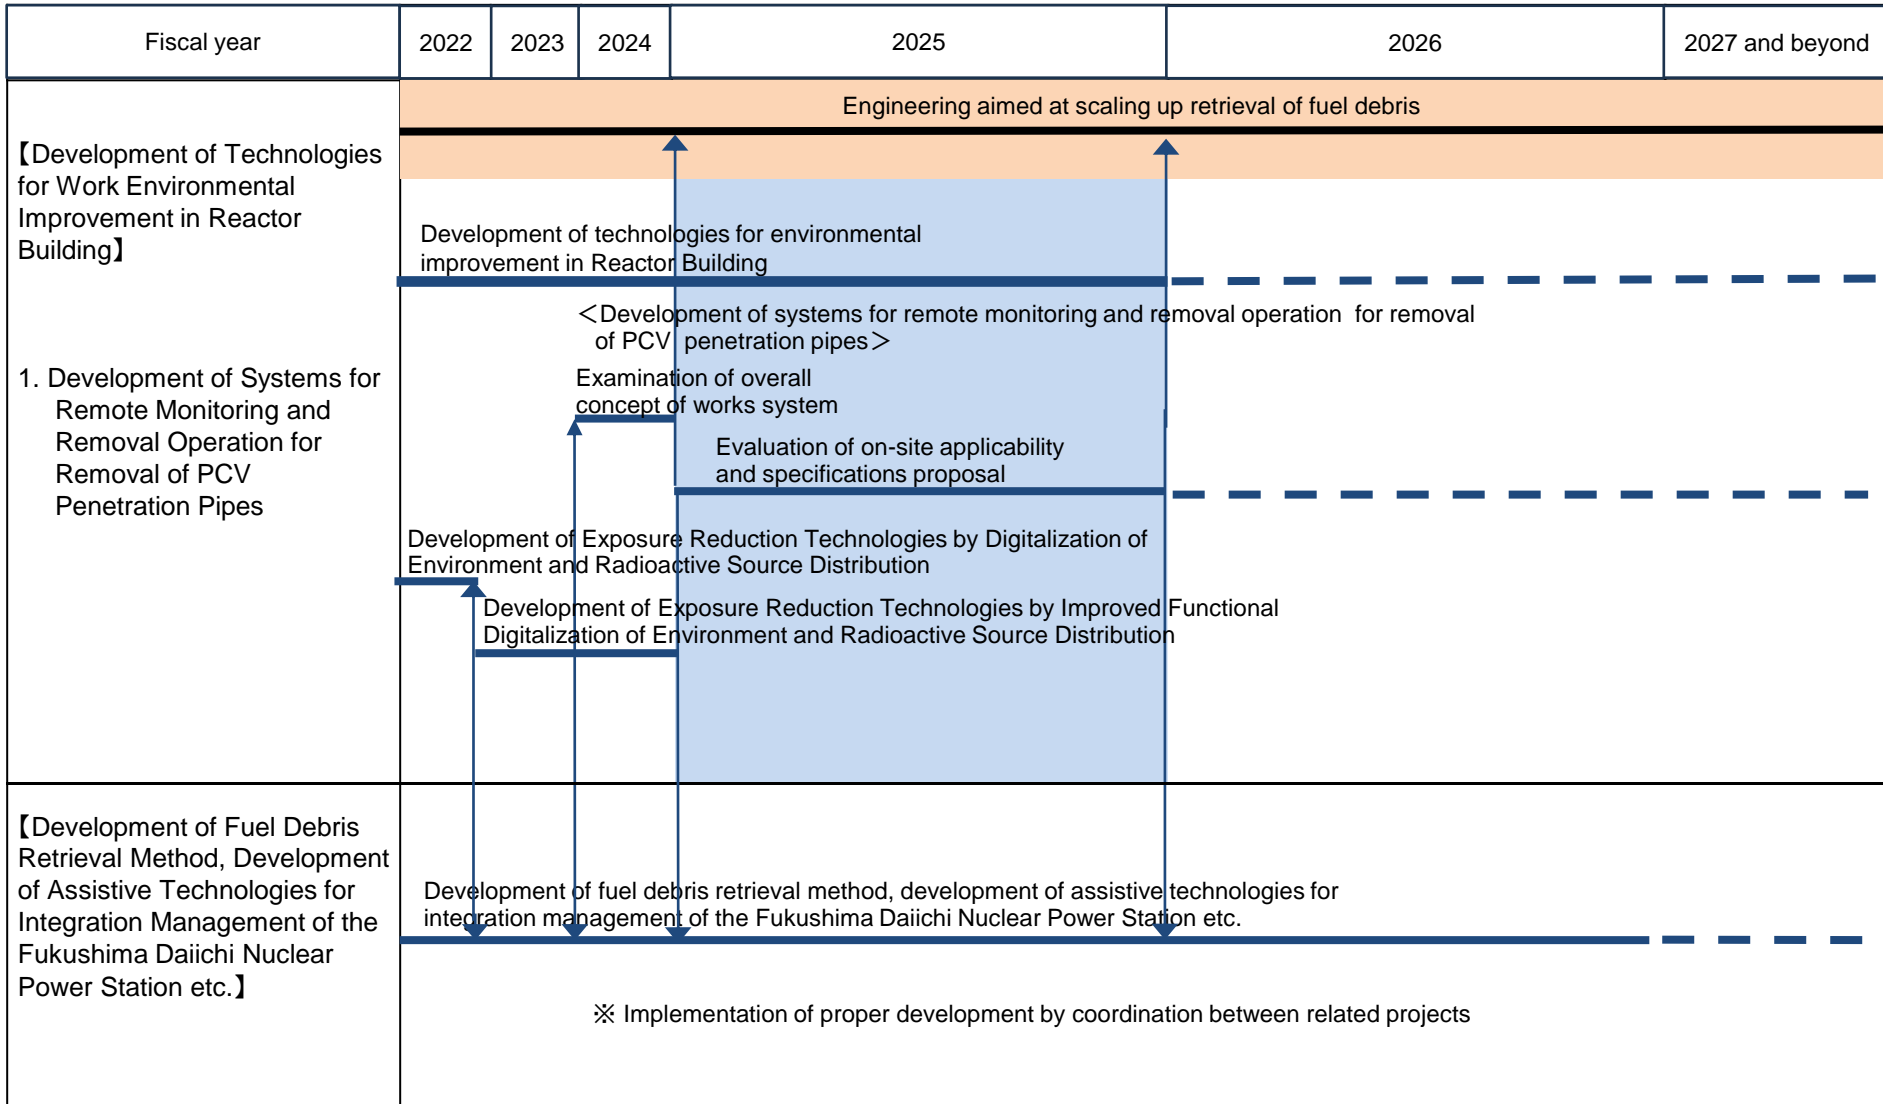 Fiscal year
2022
2023
2024
2025
2026
2027 and beyond
Engineering aimed at scaling up retrieval of fuel debris
【Development of Technologies
for Work Environmental
Improvement in Reactor
Building】
Development of technologies for environmental
improvement in Reactor Building
＜Development of systems for remote monitoring and removal operation for removal
of PCV penetration pipes＞
1. Development of Systems for
Remote Monitoring and
Removal Operation for
Removal of PCV
Penetration Pipes
Examination of overall
concept of works system
Evaluation of on-site applicability
and specifications proposal
Development of Exposure Reduction Technologies by Digitalization of
Environment and Radioactive Source Distribution
Development of Exposure Reduction Technologies by Improved Functional
Digitalization of Environment and Radioactive Source Distribution
【Development of Fuel Debris
Retrieval Method, Development
of Assistive Technologies for
Integration Management of the
Fukushima Daiichi Nuclear
Power Station etc.】
Development of fuel debris retrieval method, development of assistive technologies for
integration management of the Fukushima Daiichi Nuclear Power Station etc.
※ Implementation of proper development by coordination between related projects